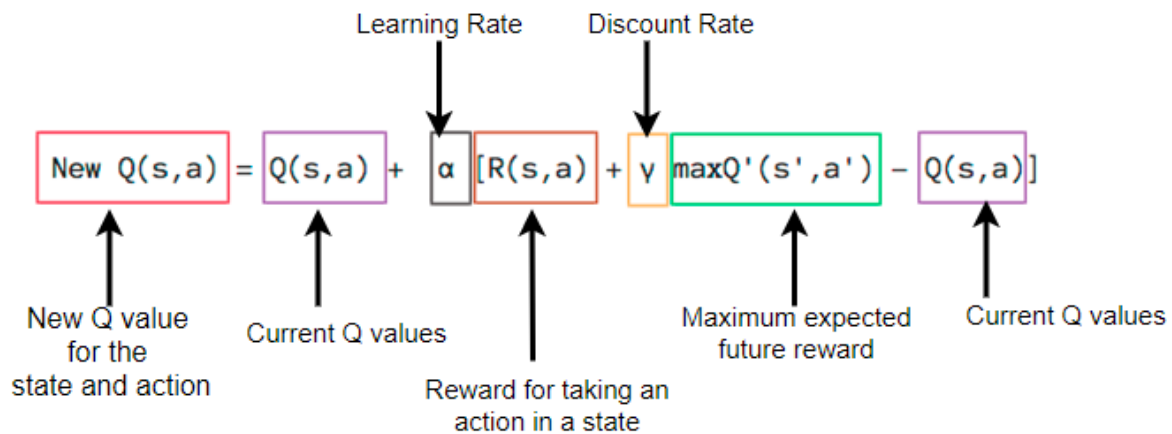 Learning Rate
Discount Rate
New Q(s,a) = Q(s,a) + α [R(s,a) + γ maxQ'(s',a') − Q(s,a)]
New Q value
for the
state and action
Current Q values
Reward for taking an
action in a state
Maximum expected
future reward
Current Q values